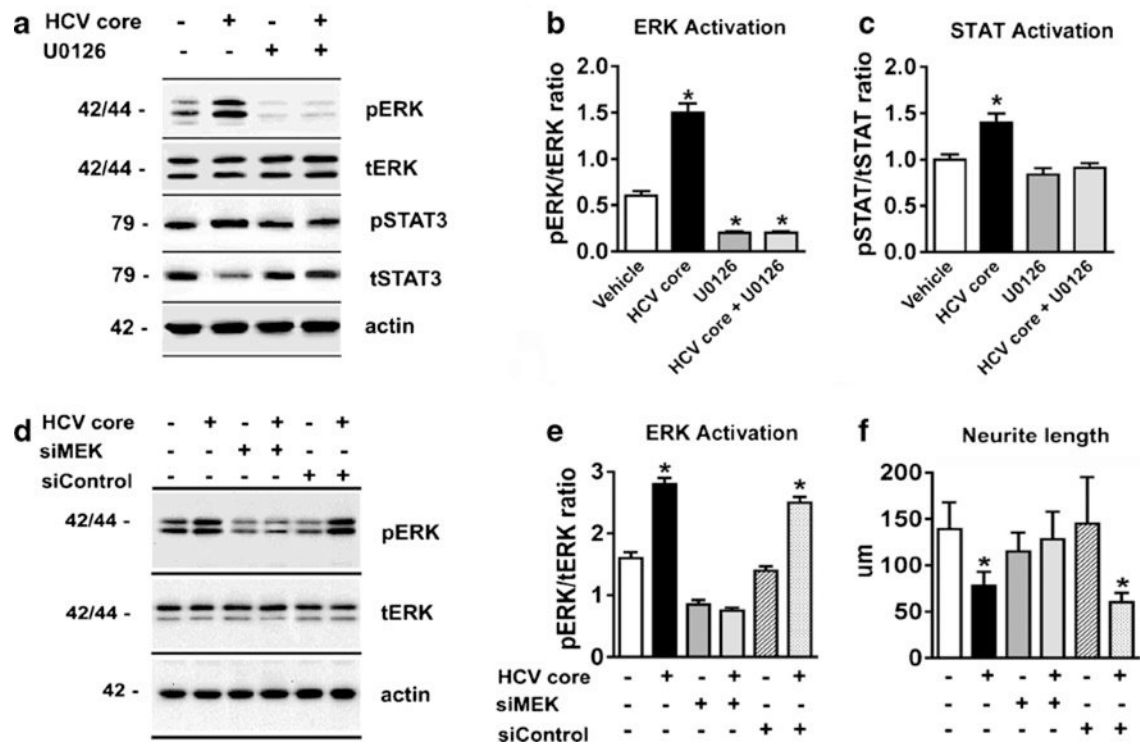 a
HCV core - + - +
U0126 - - + +
42/44 - pERK
42/44 - tERK
79 - pSTAT3
79 - tSTAT3
42 - actin
b ERK Activation
pERK/tERK ratio
2.0
1.5
1.0
0.5
0.0
Vehicle
HCV core
U0126
HCV core + U0126
* * *
c STAT Activation
pSTAT/tSTAT ratio
2.0
1.5
1.0
0.5
0.0
Vehicle
HCV core
U0126
HCV core + U0126
*
d
HCV core - + - + - +
siMEK - - + + - -
siControl - - - - + +
42/44 - pERK
42/44 - tERK
42 - actin
e ERK Activation
pERK/tERK ratio
3
2
1
0
* *
HCV core - + - + - +
siMEK - - + + - -
siControl - - - - + +
f Neurite length
um
200
150
100
50
0
* *
- + - + - +
- - + + - -
- - - - + +